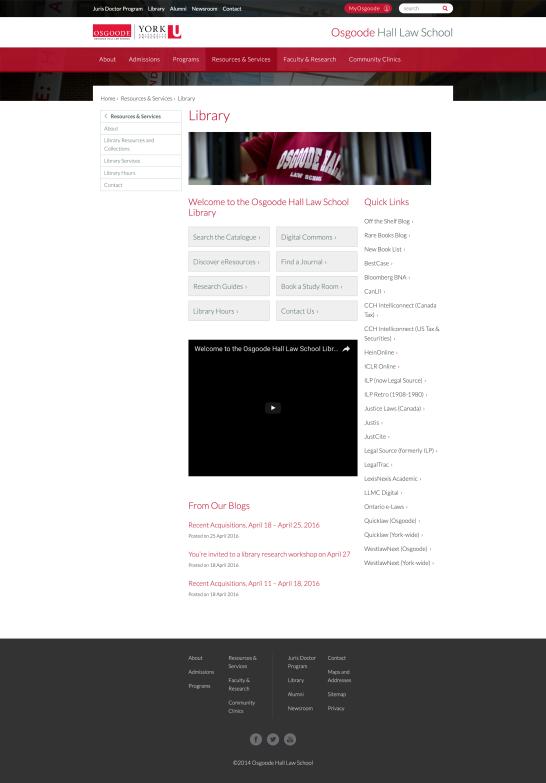 Juris Doctor Program Library Alumni Newsroom Contact
MyOsgoode
search
OSGOODE
OSGOODE HALL LAW SCHOOL
YORK U
UNIVERSITÉ
UNIVERSITY
Osgoode Hall Law School
About Admissions Programs Resources & Services Faculty & Research Community Clinics
Home › Resources & Services › Library
‹ Resources & Services
About
Library Resources and
Collections
Library Services
Library Hours
Contact
Library
OSGOODE HALL
LAW SCHOOL
Welcome to the Osgoode Hall Law School
Library
Search the Catalogue ›
Digital Commons ›
Discover eResources ›
Find a Journal ›
Research Guides ›
Book a Study Room ›
Library Hours ›
Contact Us ›
Welcome to the Osgoode Hall Law School Libr...
From Our Blogs
Recent Acquisitions, April 18 – April 25, 2016
Posted on 25 April 2016
You're invited to a library research workshop on April 27
Posted on 18 April 2016
Recent Acquisitions, April 11 – April 18, 2016
Posted on 18 April 2016
Quick Links
Off the Shelf Blog ›
Rare Books Blog ›
New Book List ›
BestCase ›
Bloomberg BNA ›
CanLII ›
CCH Intelliconnect (Canada
Tax) ›
CCH Intelliconnect (US Tax &
Securities) ›
HeinOnline ›
ICLR Online ›
ILP (now Legal Source) ›
ILP Retro (1908-1980) ›
Justice Laws (Canada) ›
Justis ›
JustCite ›
Legal Source (formerly ILP) ›
LegalTrac ›
LexisNexis Academic ›
LLMC Digital ›
Ontario e-Laws ›
Quicklaw (Osgoode) ›
Quicklaw (York-wide) ›
WestlawNext (Osgoode) ›
WestlawNext (York-wide) ›
About
Admissions
Programs
Resources &
Services
Faculty &
Research
Community
Clinics
Juris Doctor
Program
Library
Alumni
Newsroom
Contact
Maps and
Addresses
Sitemap
Privacy
©2014 Osgoode Hall Law School